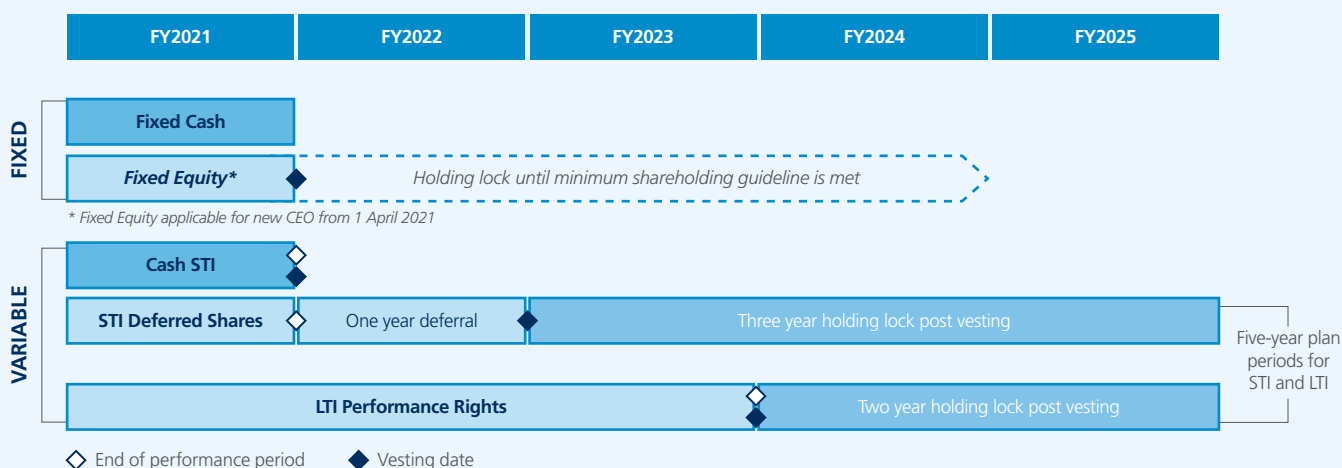 FY2021 FY2022 FY2023 FY2024 FY2025
FIXED
Fixed Cash
Fixed Equity* Holding lock until minimum shareholding guideline is met
* Fixed Equity applicable for new CEO from 1 April 2021
VARIABLE
Cash STI
STI Deferred Shares One year deferral Three year holding lock post vesting
Five-year plan
periods for
STI and LTI
LTI Performance Rights Two year holding lock post vesting
End of performance period Vesting date